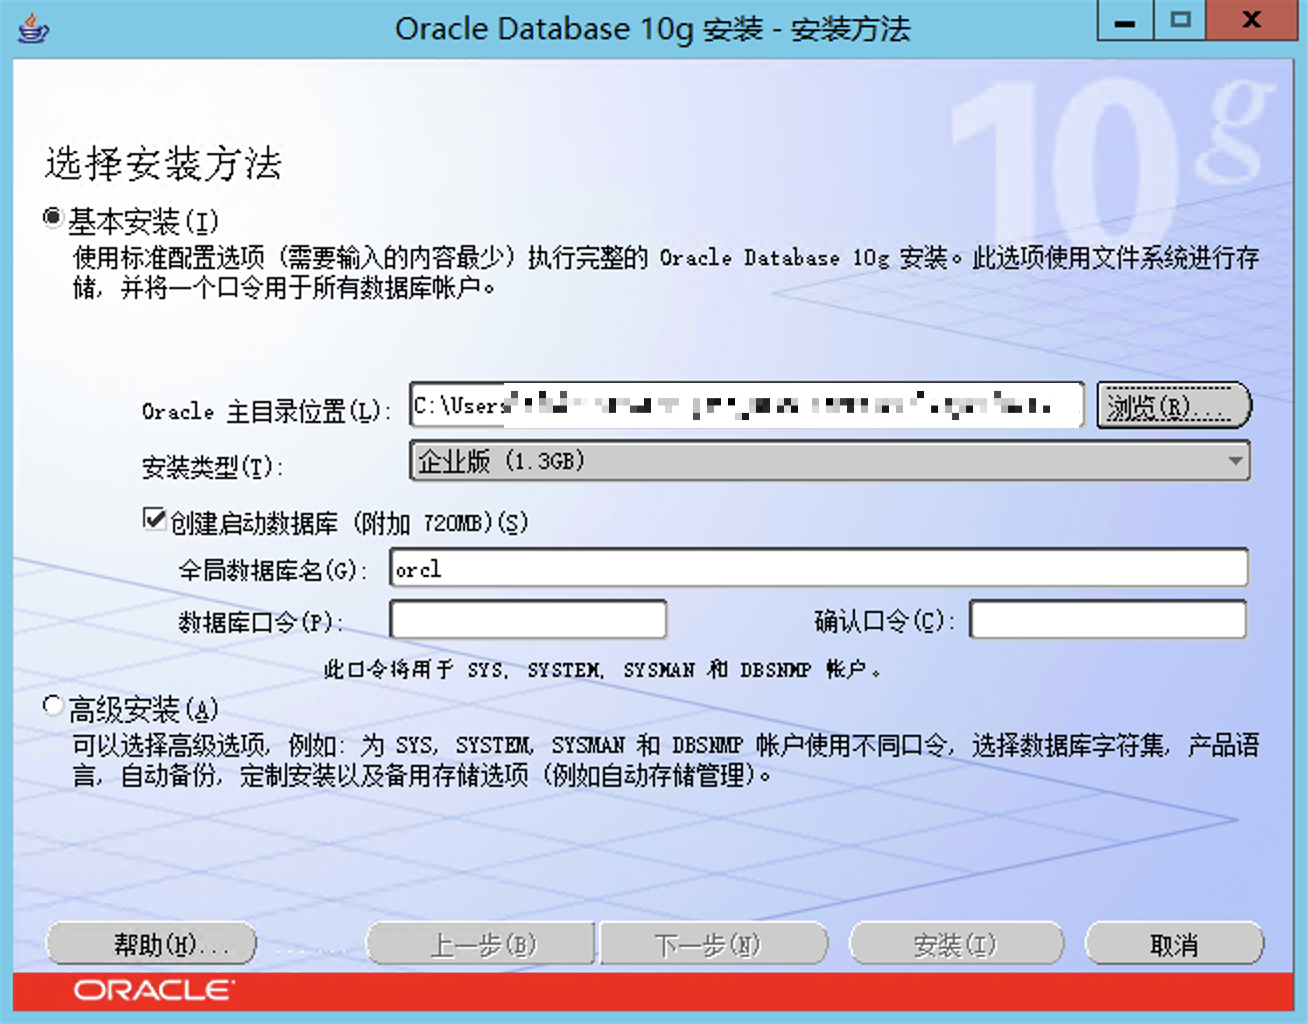 Oracle Database 10g 安装 - 安装方法
10g
选择安装方法
基本安装(I)
使用标准配置选项 (需要输入的内容最少) 执行完整的 Oracle Database 10g 安装。此选项使用文件系统进行存
储, 并将一个口令用于所有数据库帐户。
Oracle 主目录位置(L): C:\Users 浏览(R)...
安装类型(T): 企业版 (1.3GB)
创建启动数据库 (附加 720MB)(S)
全局数据库名(G): orcl
数据库口令(P): 确认口令(C):
此口令将用于 SYS, SYSTEM, SYSMAN 和 DBSNMP 帐户。
高级安装(A)
可以选择高级选项, 例如: 为 SYS, SYSTEM, SYSMAN 和 DBSNMP 帐户使用不同口令, 选择数据库字符集, 产品语
言, 自动备份, 定制安装以及备用存储选项 (例如自动存储管理)。
帮助(H)... 上一步(B) 下一步(N) 安装(I) 取消
ORACLE